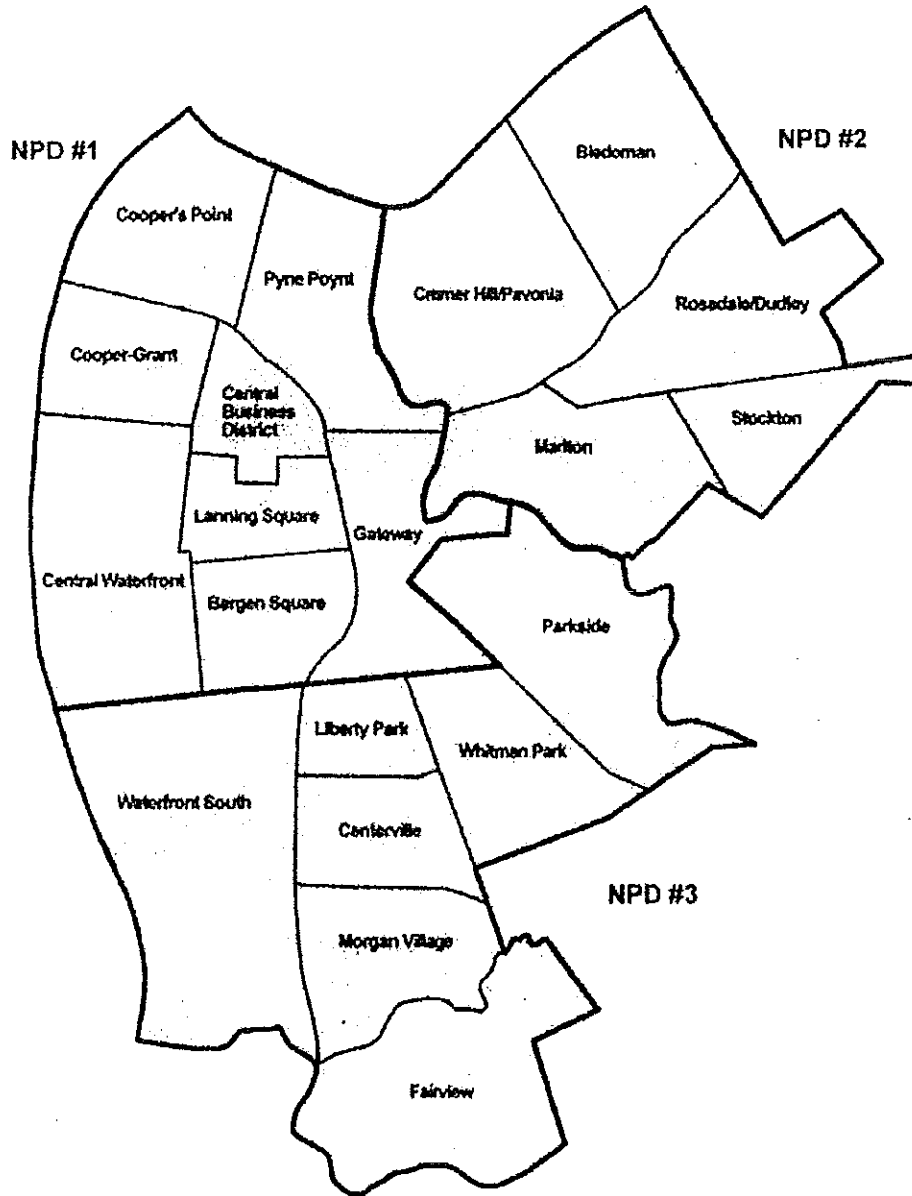 NPD #1
NPD #2
Biedeman
Cooper's Point
Pyne Poynt
Cramer Hill/Pavonia
Rosedale/Dudley
Cooper-Grant
Central
Business
District
Stockton
Marlton
Lanning Square
Gateway
Central Waterfront
Bergen Square
Parkside
Liberty Park
Whitman Park
Waterfront South
Centerville
NPD #3
Morgan Village
Fairview